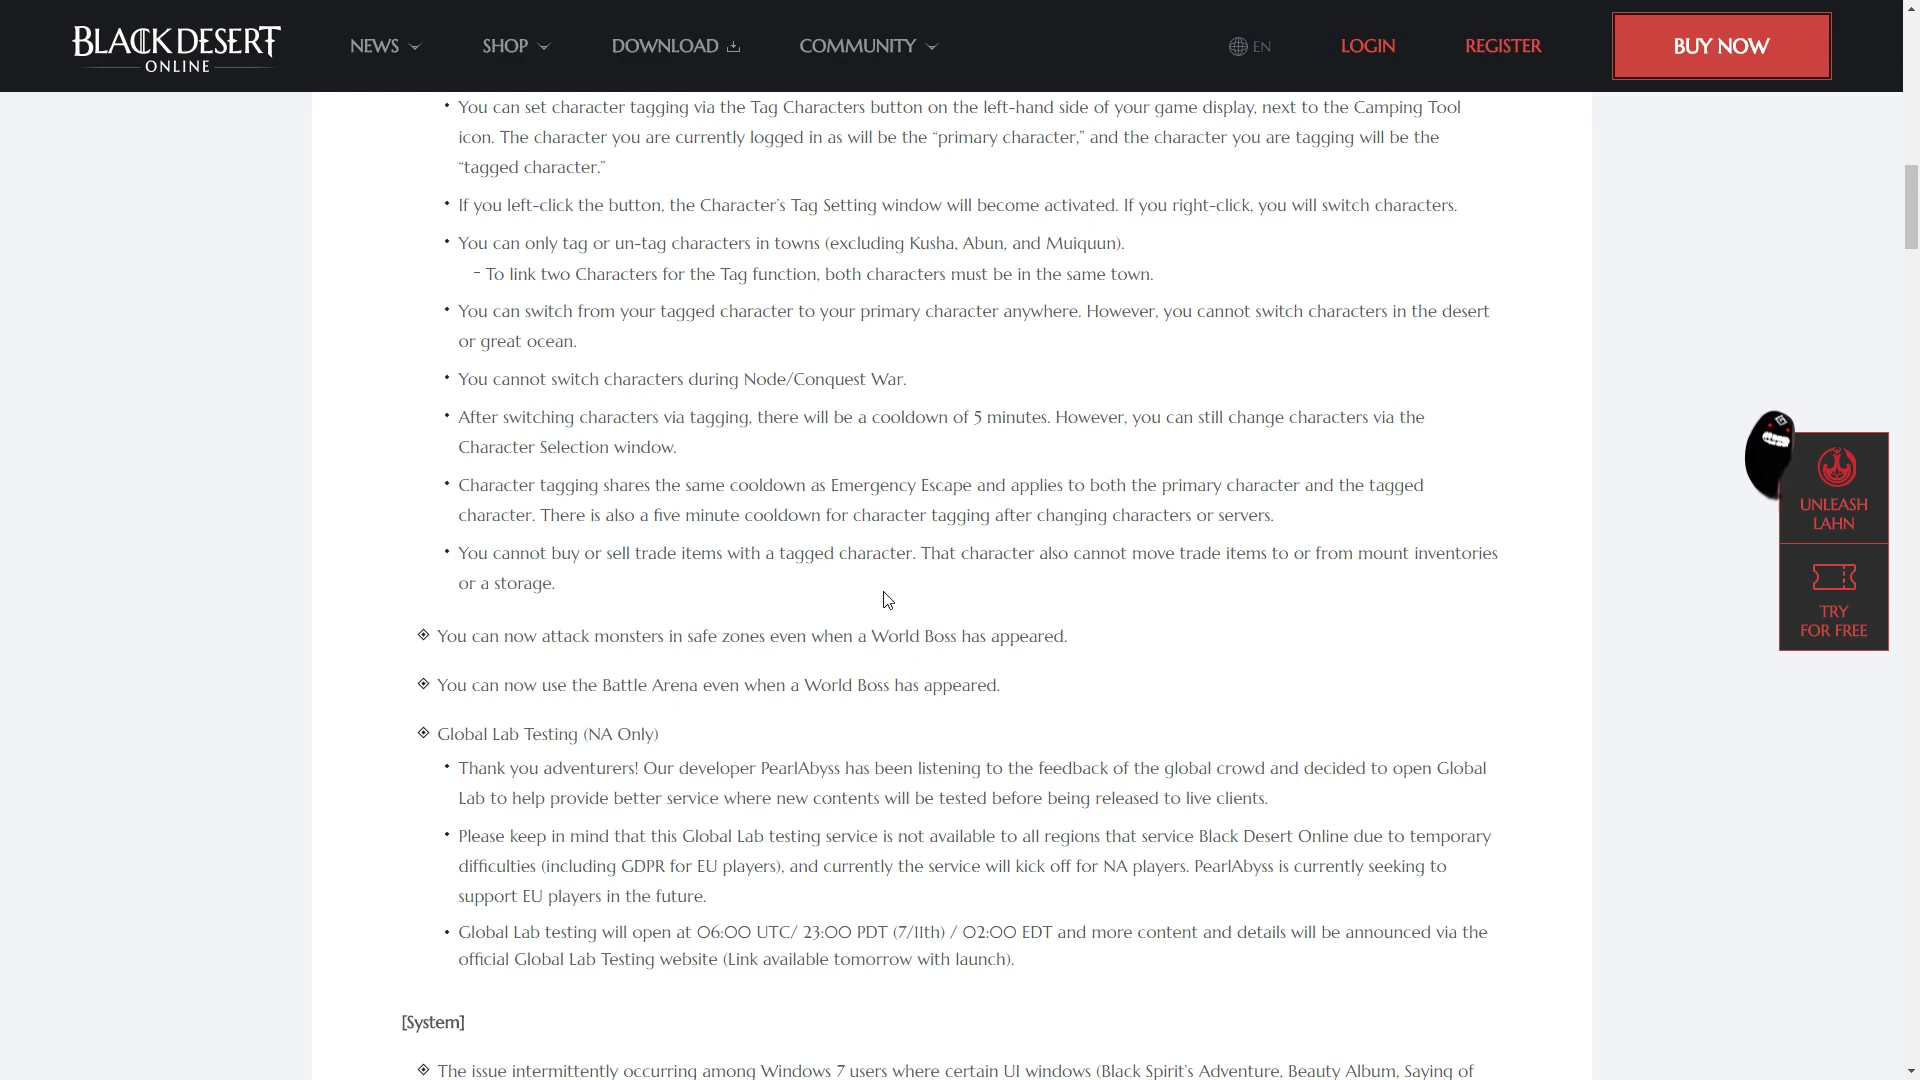 BLACK DESERT
ONLINE
NEWS
SHOP
DOWNLOAD
COMMUNITY
EN
LOGIN
REGISTER
BUY NOW
• You can set character tagging via the Tag Characters button on the left-hand side of your game display, next to the Camping Tool
icon. The character you are currently logged in as will be the “primary character,” and the character you are tagging will be the
“tagged character.”
• If you left-click the button, the Character’s Tag Setting window will become activated. If you right-click, you will switch characters.
• You can only tag or un-tag characters in towns (excluding Kusha, Abun, and Muiquun).
- To link two Characters for the Tag function, both characters must be in the same town.
• You can switch from your tagged character to your primary character anywhere. However, you cannot switch characters in the desert
or great ocean.
• You cannot switch characters during Node/Conquest War.
• After switching characters via tagging, there will be a cooldown of 5 minutes. However, you can still change characters via the
Character Selection window.
• Character tagging shares the same cooldown as Emergency Escape and applies to both the primary character and the tagged
character. There is also a five minute cooldown for character tagging after changing characters or servers.
• You cannot buy or sell trade items with a tagged character. That character also cannot move trade items to or from mount inventories
or a storage.
◈ You can now attack monsters in safe zones even when a World Boss has appeared.
◈ You can now use the Battle Arena even when a World Boss has appeared.
◈ Global Lab Testing (NA Only)
• Thank you adventurers! Our developer PearlAbyss has been listening to the feedback of the global crowd and decided to open Global
Lab to help provide better service where new contents will be tested before being released to live clients.
• Please keep in mind that this Global Lab testing service is not available to all regions that service Black Desert Online due to temporary
difficulties (including GDPR for EU players), and currently the service will kick off for NA players. PearlAbyss is currently seeking to
support EU players in the future.
• Global Lab testing will open at 06:00 UTC/ 23:00 PDT (7/11th) / 02:00 EDT and more content and details will be announced via the
official Global Lab Testing website (Link available tomorrow with launch).
[System]
◈ The issue intermittently occurring among Windows 7 users where certain UI windows (Black Spirit’s Adventure, Beauty Album, Saying of
UNLEASH
LAHN
TRY
FOR FREE